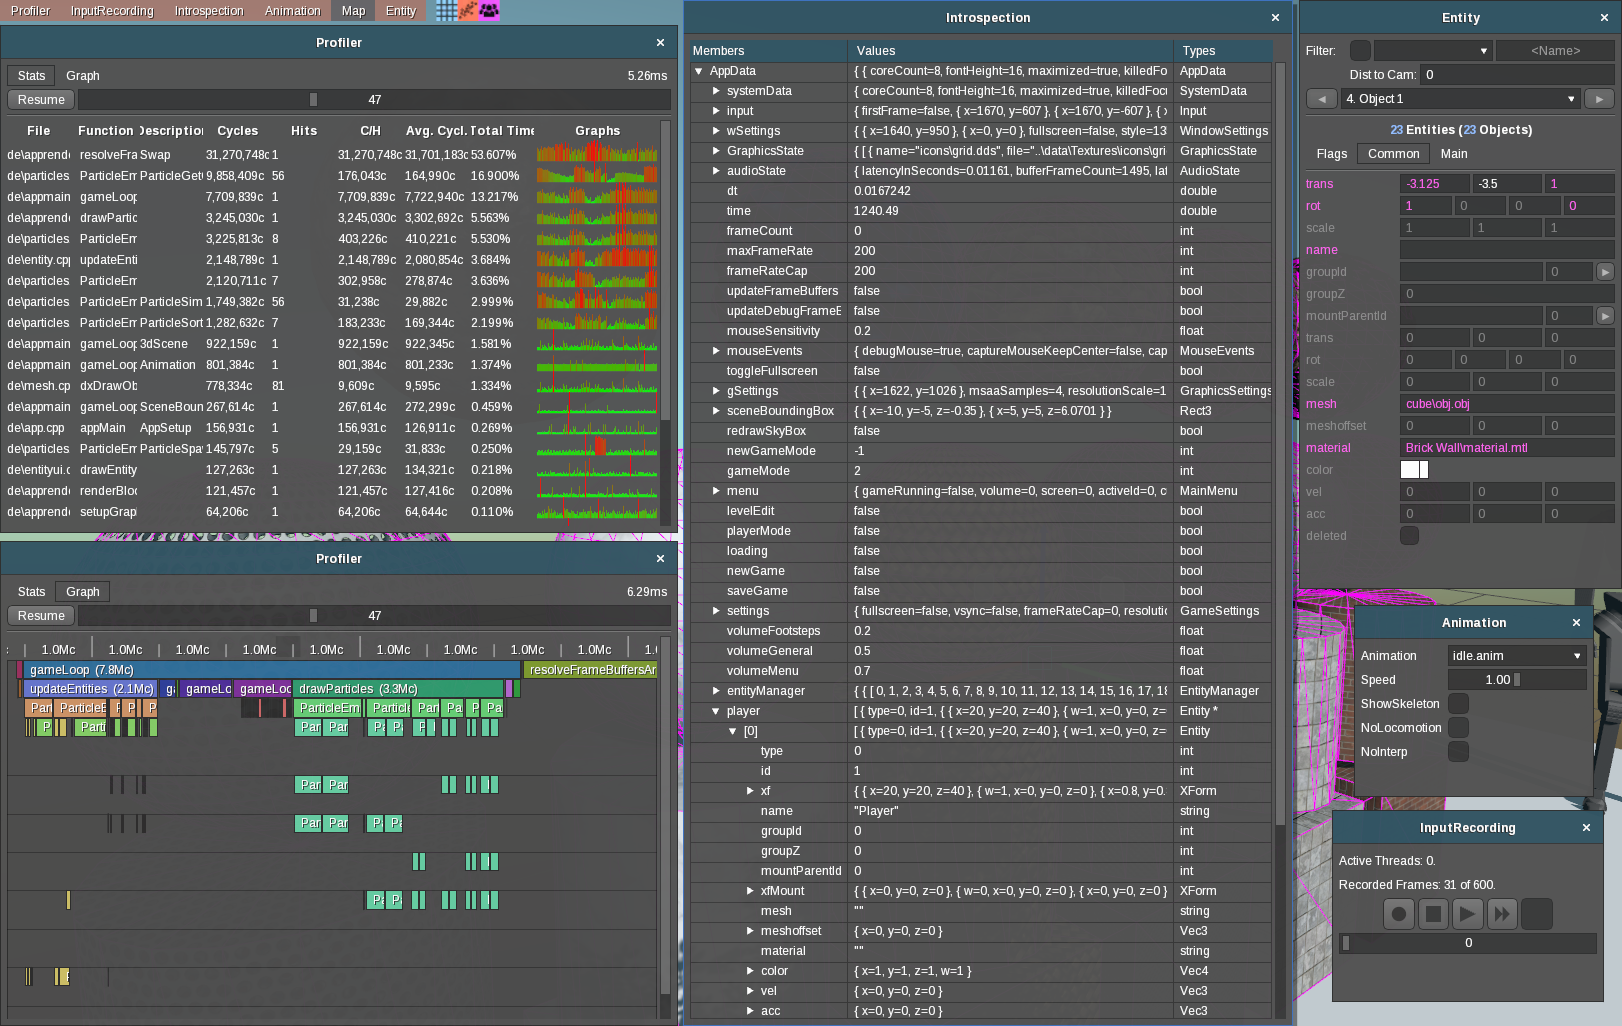 Profiler InputRecording Introspection Animation Map Entity
Profiler
Stats Graph 5.26ms
Resume 47
File Function Descriptio Cycles Hits C/H Avg. Cycl. Total Time Graphs
de\apprend resolveFra Swap 31,270,748c 1 31,270,748c 31,701,183c 53.607%
de\particles. ParticleEm ParticleGet 9,858,409c 56 176,043c 164,990c 16.900%
de\appmain gameLoop 7,709,839c 1 7,709,839c 7,722,940c 13.217%
de\apprend drawPartic 3,245,030c 1 3,245,030c 3,302,692c 5.563%
de\particles. ParticleEm 3,225,813c 8 403,226c 410,221c 5.530%
de\entity.cpp updateEnti 2,148,789c 1 2,148,789c 2,080,854c 3.684%
de\particles. ParticleEm 2,120,711c 7 302,958c 278,874c 3.636%
de\particles. ParticleEm ParticleSim 1,749,382c 56 31,238c 29,882c 2.999%
de\particles. ParticleEm ParticleSort 1,282,632c 7 183,233c 169,344c 2.199%
de\appmain gameLoop 3dScene 922,159c 1 922,159c 922,345c 1.581%
de\appmain gameLoop Animation 801,384c 1 801,384c 801,233c 1.374%
de\mesh.cp dxDrawOb 778,334c 81 9,609c 9,595c 1.334%
de\appmain gameLoop SceneBoun 267,614c 1 267,614c 272,299c 0.459%
de\app.cpp appMain AppSetup 156,931c 1 156,931c 126,911c 0.269%
de\particles. ParticleEm ParticleSpa 145,797c 5 29,159c 31,833c 0.250%
de\entityui.c drawEntity 127,263c 1 127,263c 134,321c 0.218%
de\apprend renderBloc 121,457c 1 121,457c 127,416c 0.208%
de\apprend setupGrap 64,206c 1 64,206c 64,644c 0.110%
Profiler
Stats Graph 6.29ms
Resume 47
1.0Mc 1.0Mc 1.0Mc 1.0Mc 1.0Mc 1.0Mc 1.0Mc 1.0Mc 1.0Mc
gameLoop (7.8Mc) resolveFrameBuffersAn
updateEntities (2.1Mc) ga gameLo gameLoc drawParticles (3.3Mc)
Part ParticleE P P P ParticleEm Particle Part Pa P Pa
P Parti Par Par Pa P P
Par Par
Par Par P P
P P
Introspection
Members Values Types
AppData { { coreCount=8, fontHeight=16, maximized=true, killedFo AppData
systemData { coreCount=8, fontHeight=16, maximized=true, killedFocu SystemData
input { firstFrame=false, { x=1670, y=607 }, { x=1670, y=-607 }, { x Input
wSettings { { x=1640, y=950 }, { x=0, y=0 }, fullscreen=false, style=13 WindowSettings
GraphicsState { [ { name="icons\grid.dds", file="..\data\Textures\icons\gri GraphicsState
audioState { latencyInSeconds=0.01161, bufferFrameCount=1495, lat AudioState
dt 0.0167242 double
time 1240.49 double
frameCount 0 int
maxFrameRate 200 int
frameRateCap 200 int
updateFrameBuffers false bool
updateDebugFrameE false bool
mouseSensitivity 0.2 float
mouseEvents { debugMouse=true, captureMouseKeepCenter=false, cap MouseEvents
toggleFullscreen false bool
gSettings { { x=1622, y=1026 }, msaaSamples=4, resolutionScale=1 GraphicsSettings
sceneBoundingBox { { x=-10, y=-5, z=-0.35 }, { x=5, y=5, z=6.0701 } } Rect3
redrawSkyBox false bool
newGameMode -1 int
gameMode 2 int
menu { gameRunning=false, volume=0, screen=0, activeId=0, c MainMenu
levelEdit false bool
playerMode false bool
loading false bool
newGame false bool
saveGame false bool
settings { fullscreen=false, vsync=false, frameRateCap=0, resolutio GameSettings
volumeFootsteps 0.2 float
volumeGeneral 0.5 float
volumeMenu 0.7 float
entityManager { { [ 0, 1, 2, 3, 4, 5, 6, 7, 8, 9, 10, 11, 12, 13, 14, 15, 16, 17, 18 EntityManager
player [ { type=0, id=1, { { x=20, y=20, z=40 }, { w=1, x=0, y=0, z= Entity *
[0] [ { type=0, id=1, { { x=20, y=20, z=40 }, { w=1, x=0, y=0, z= Entity
type 0 int
id 1 int
xf { { x=20, y=20, z=40 }, { w=1, x=0, y=0, z=0 }, { x=0.8, y=0. XForm
name "Player" string
groupId 0 int
groupZ 0 int
mountParentId 0 int
xfMount { { x=0, y=0, z=0 }, { w=0, x=0, y=0, z=0 }, { x=0, y=0, z=0 } XForm
mesh "" string
meshoffset { x=0, y=0, z=0 } Vec3
material "" string
color { x=1, y=1, z=1, w=1 } Vec4
vel { x=0, y=0, z=0 } Vec3
acc { x=0, y=0, z=0 } Vec3
Entity
Filter: <Name>
Dist to Cam: 0
4. Object 1
23 Entities (23 Objects)
Flags Common Main
trans -3.125 -3.5 1
rot 1 0 0 0
scale 1 1 1
name
groupId 0
groupZ 0
mountParentId 0
trans 0 0 0
rot 0 0 0 0
scale 0 0 0
mesh cube\obj.obj
meshoffset 0 0 0
material Brick Wall\material.mtl
color
vel 0 0 0
acc 0 0 0
deleted
Animation
Animation idle.anim
Speed 1.00
ShowSkeleton
NoLocomotion
NoInterp
InputRecording
Active Threads: 0.
Recorded Frames: 31 of 600.
0